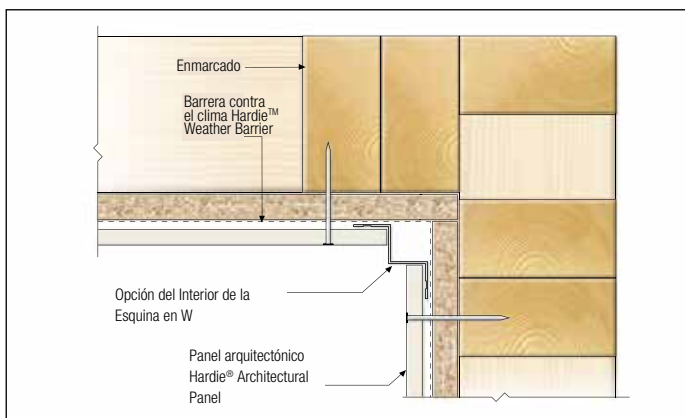 Enmarcado
Barrera contra
el clima Hardie™
Weather Barrier
Opción del Interior de la
Esquina en W
Panel arquitectónico
Hardie® Architectural
Panel